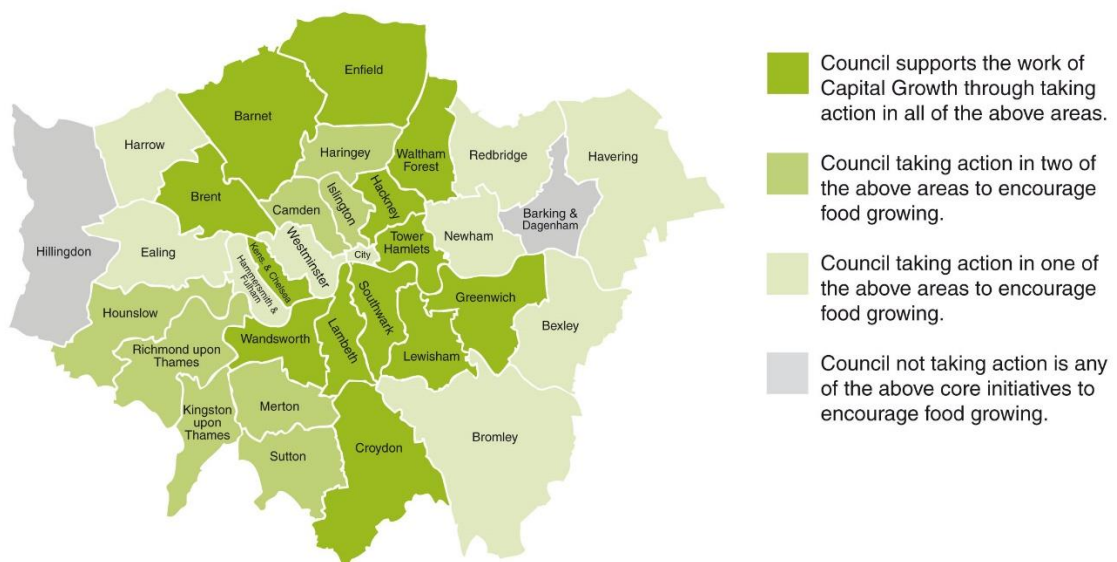 Enfield
Barnet
Harrow
Haringey
Waltham
Forest
Redbridge
Havering
Brent
Hackney
Islington
Camden
Barking &
Dagenham
Hillingdon
Ealing
Kens. & Chelsea
Hammersmith &
Fulham
Westminster
City
Tower
Hamlets
Newham
Hounslow
Greenwich
Southwark
Bexley
Richmond upon
Thames
Wandsworth
Lambeth
Lewisham
Kingston
upon
Thames
Merton
Sutton
Croydon
Bromley
Council supports the work of
Capital Growth through taking
action in all of the above areas.
Council taking action in two of
the above areas to encourage
food growing.
Council taking action in one of
the above areas to encourage
food growing.
Council not taking action is any
of the above core initiatives to
encourage food growing.